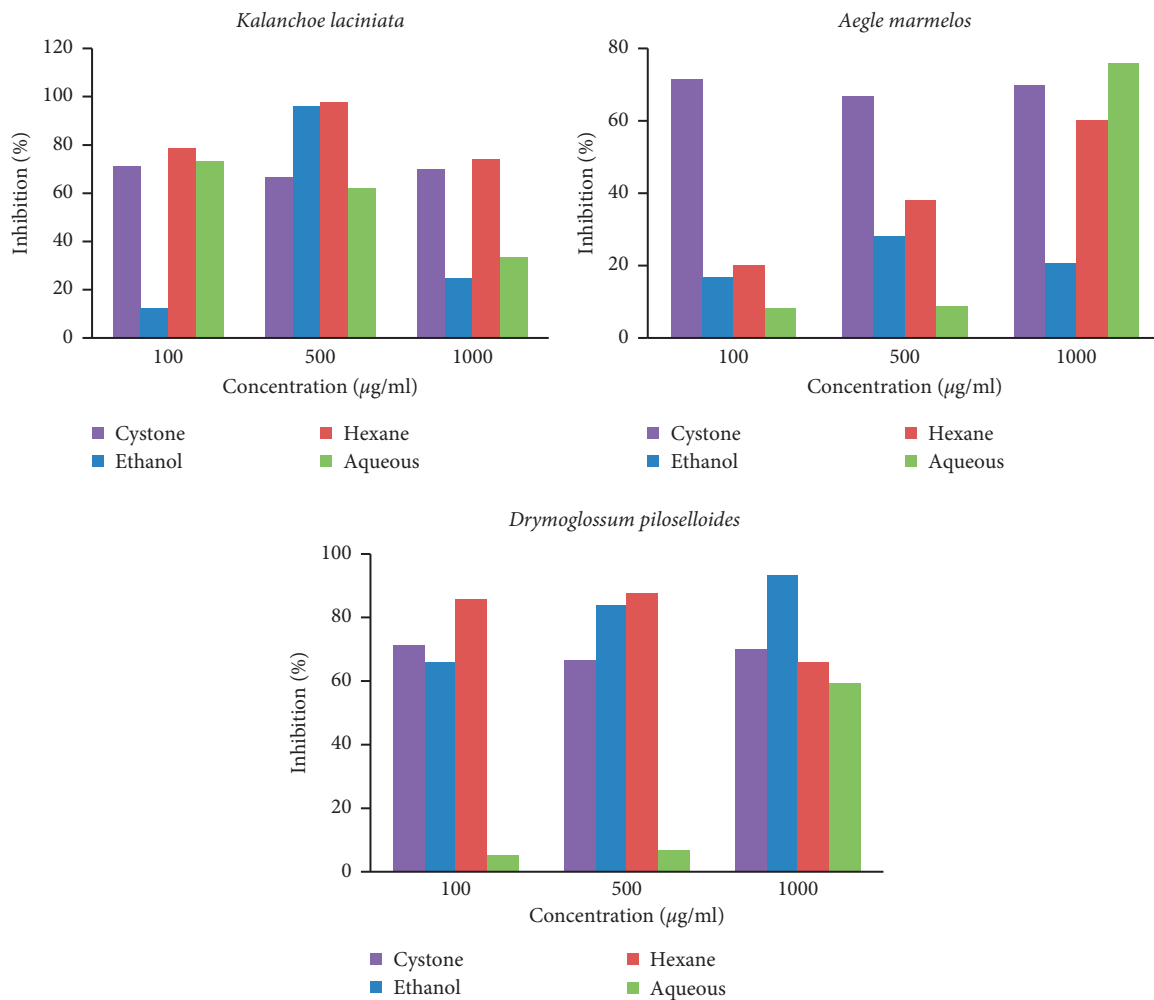 Kalanchoe laciniata
120
100
80
60
40
20
0
Inhibition (%)
100 500 1000
Concentration (µg/ml)
Cystone Hexane
Ethanol Aqueous
Aegle marmelos
80
60
40
20
0
Inhibition (%)
100 500 1000
Concentration (µg/ml)
Cystone Hexane
Ethanol Aqueous
Drymoglossum piloselloides
100
80
60
40
20
0
Inhibition (%)
100 500 1000
Concentration (µg/ml)
Cystone Hexane
Ethanol Aqueous